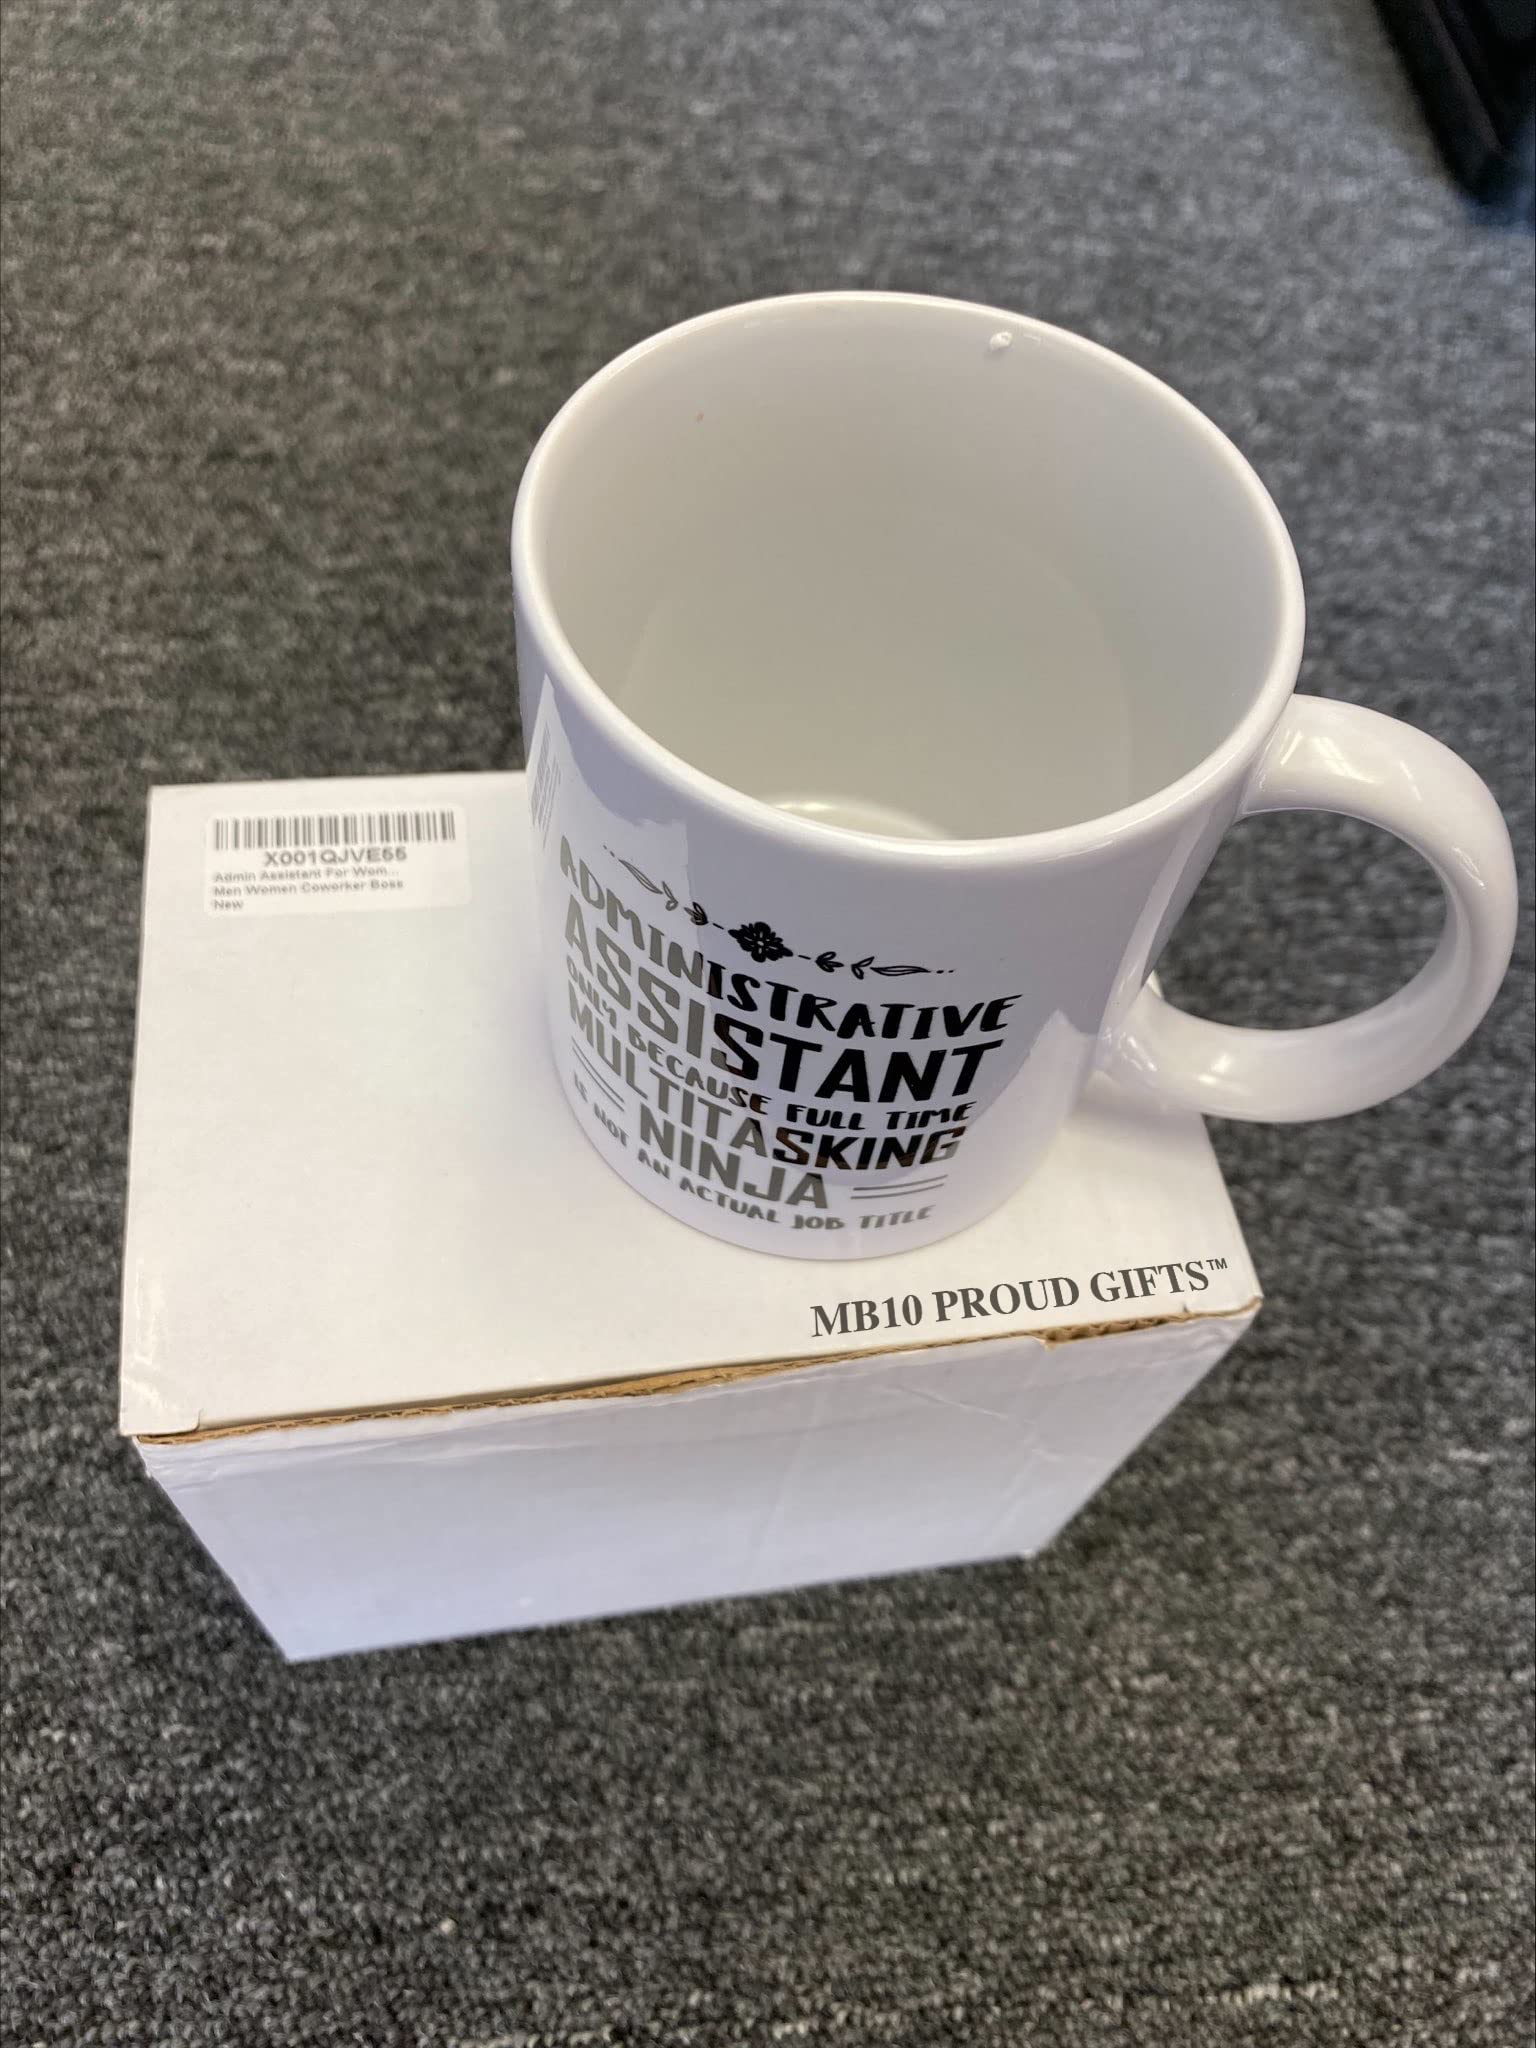 X001QJVE55
Admin Assistant For Wom...
Men Women Coworker Boss
New
ADMINISTRATIVE
ASSISTANT
ONLY BECAUSE FULL TIME
MULTITASKING
NINJA
IS NOT AN ACTUAL JOB TITLE
MB10 PROUD GIFTS™